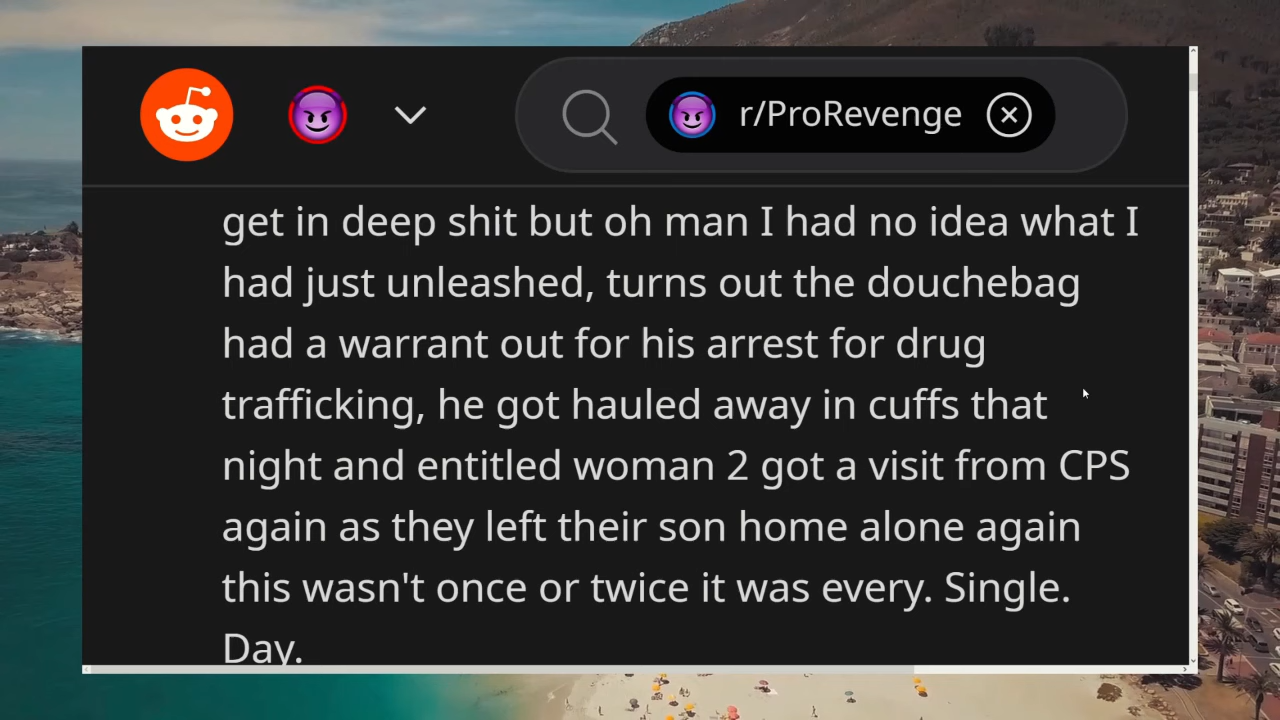 r/ProRevenge
get in deep shit but oh man I had no idea what I
had just unleashed, turns out the douchebag
had a warrant out for his arrest for drug
trafficking, he got hauled away in cuffs that
night and entitled woman 2 got a visit from CPS
again as they left their son home alone again
this wasn't once or twice it was every. Single.
Day.